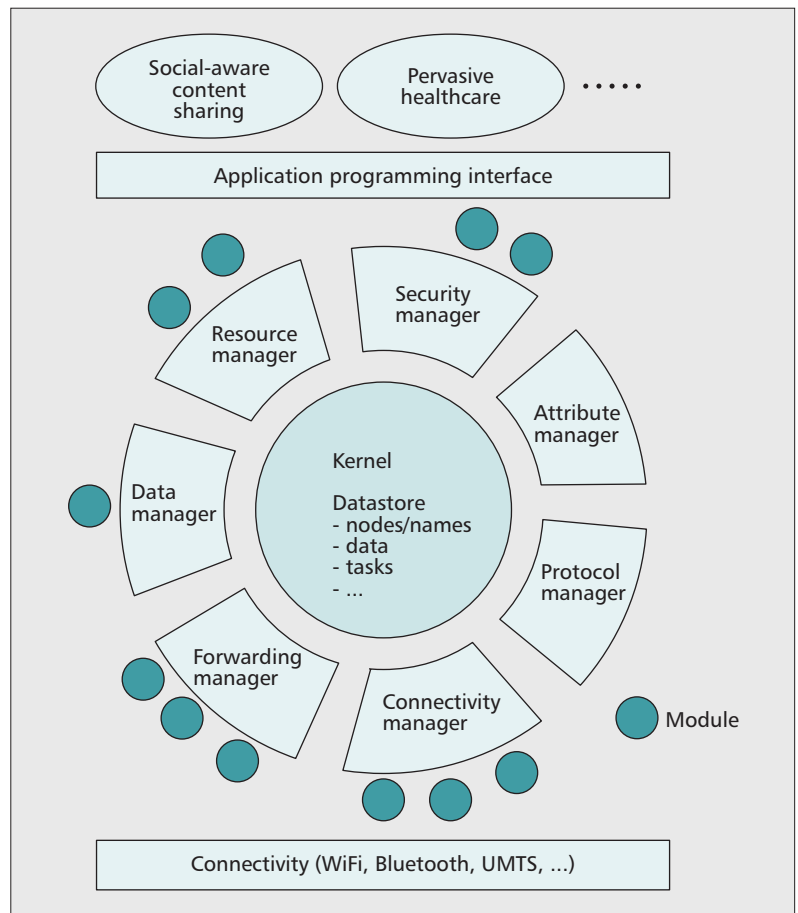 Social-aware
content
sharing
Pervasive
healthcare
.....
Application programming interface
Security
manager
Resource
manager
Attribute
manager
Kernel
Datastore
- nodes/names
- data
- tasks
- ...
Data
manager
Protocol
manager
Forwarding
manager
Connectivity
manager
Module
Connectivity (WiFi, Bluetooth, UMTS, ...)